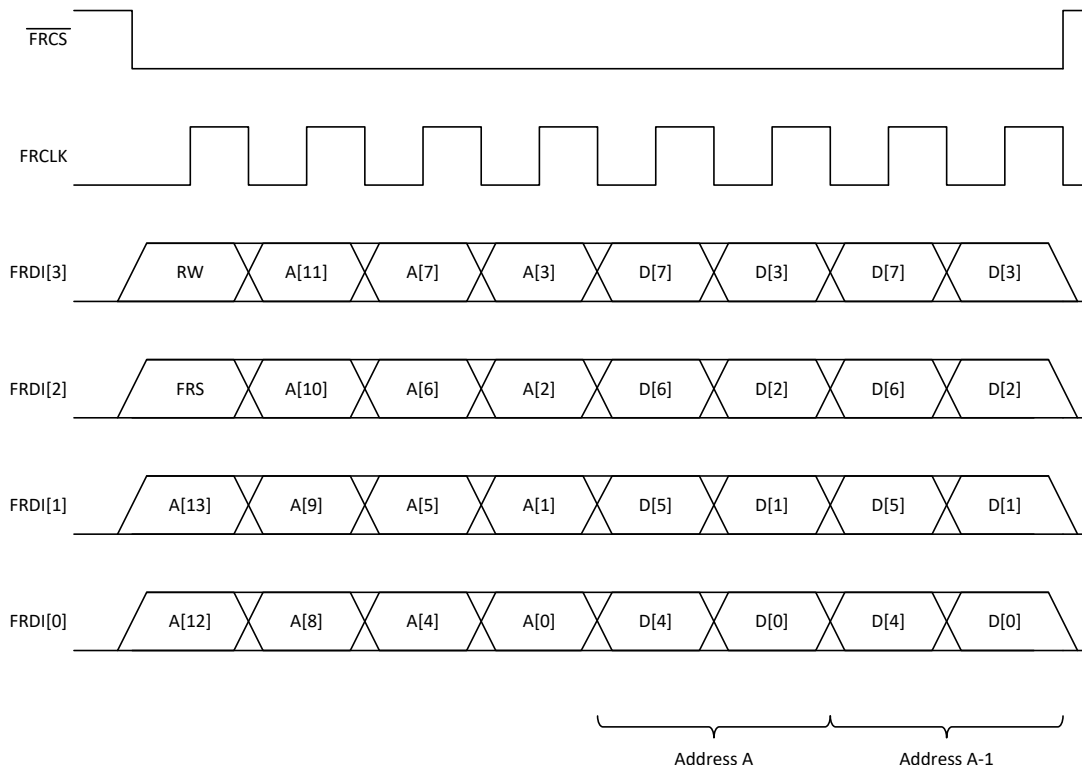 FRCS
FRCLK
FRDI[3] RW A[11] A[7] A[3] D[7] D[3] D[7] D[3]
FRDI[2] FRS A[10] A[6] A[2] D[6] D[2] D[6] D[2]
FRDI[1] A[13] A[9] A[5] A[1] D[5] D[1] D[5] D[1]
FRDI[0] A[12] A[8] A[4] A[0] D[4] D[0] D[4] D[0]
Address A Address A-1